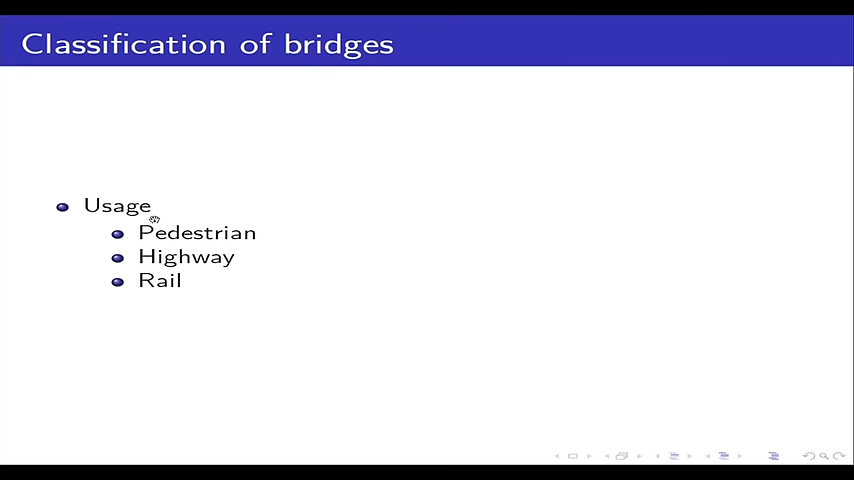 Classification of bridges
Usage
Pedestrian
Highway
Rail